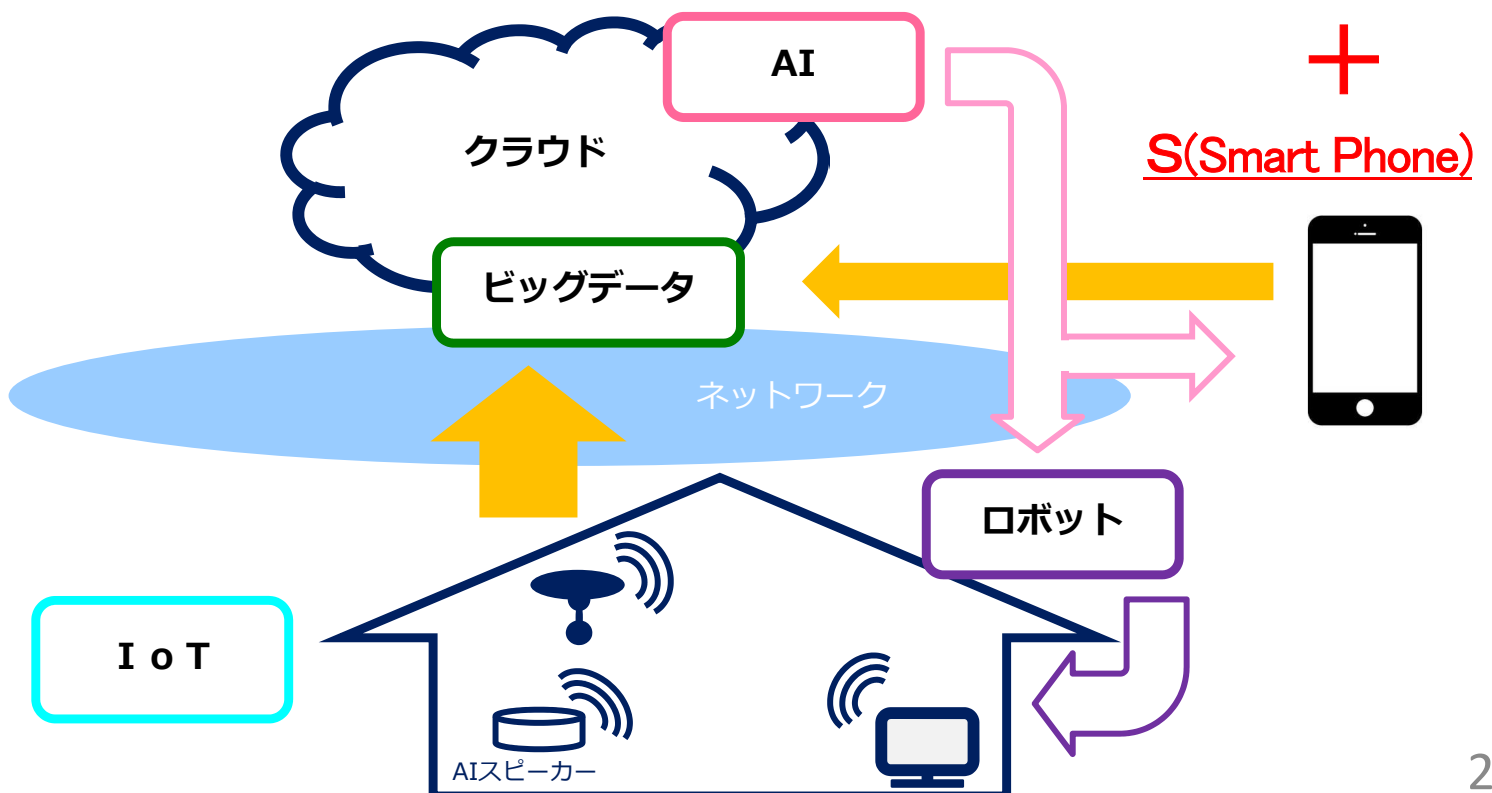 AI
＋
クラウド
S(Smart Phone)
ビッグデータ
ネットワーク
ロボット
ＩｏＴ
AIスピーカー
2